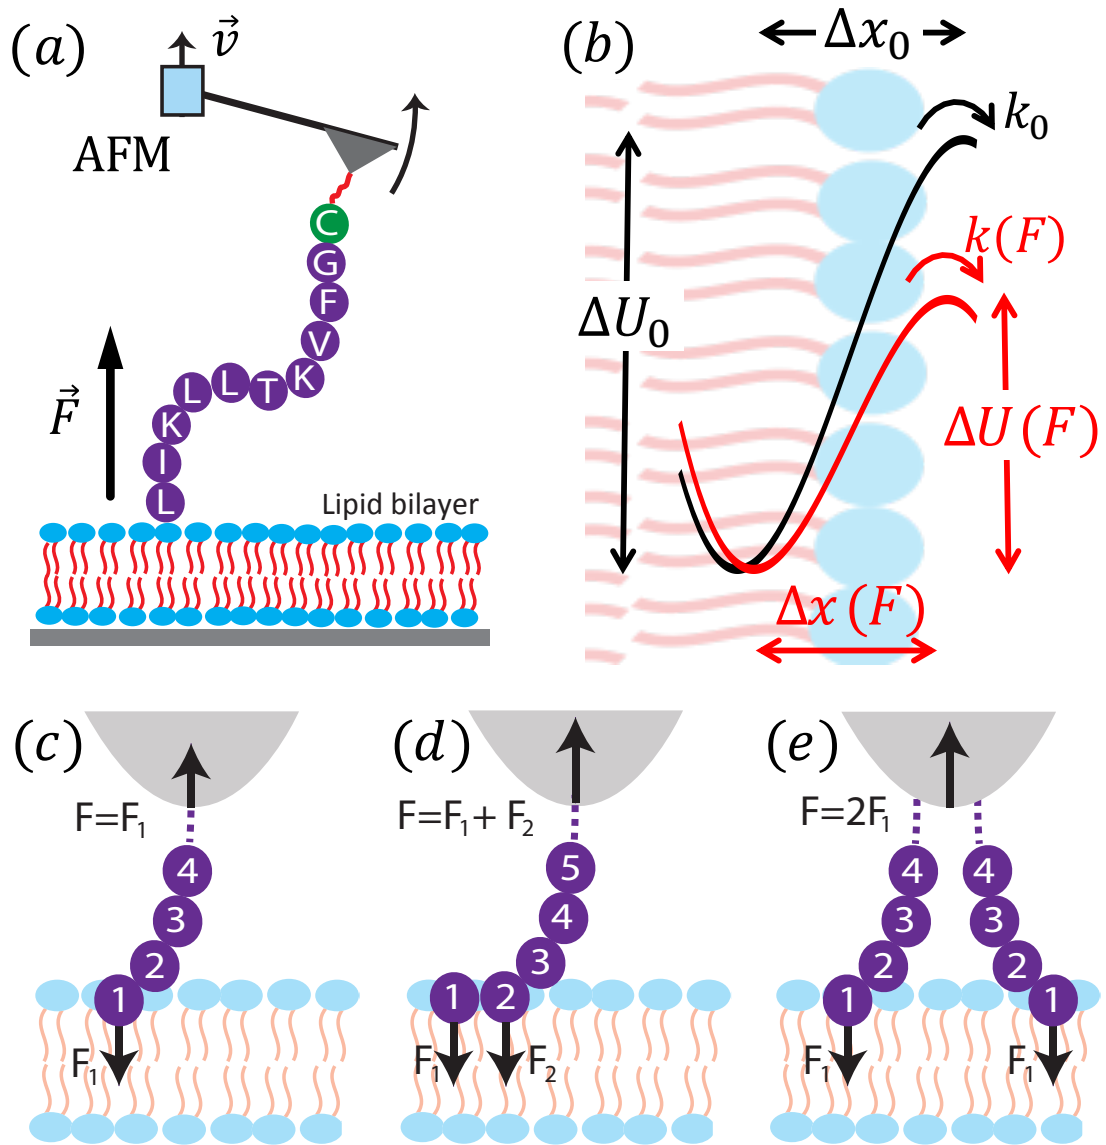 (a)
v⃗
AFM
C
G
F
V
K
T
L
L
K
I
L
F⃗
Lipid bilayer
(b)
Δx₀
k₀
k(F)
ΔU₀
ΔU(F)
Δx(F)
(c)
F=F₁
4
3
2
1
F₁
(d)
F=F₁+ F₂
5
4
3
1 2
F₁ F₂
(e)
F=2F₁
4 4
3 3
2 2
1 1
F₁ F₁